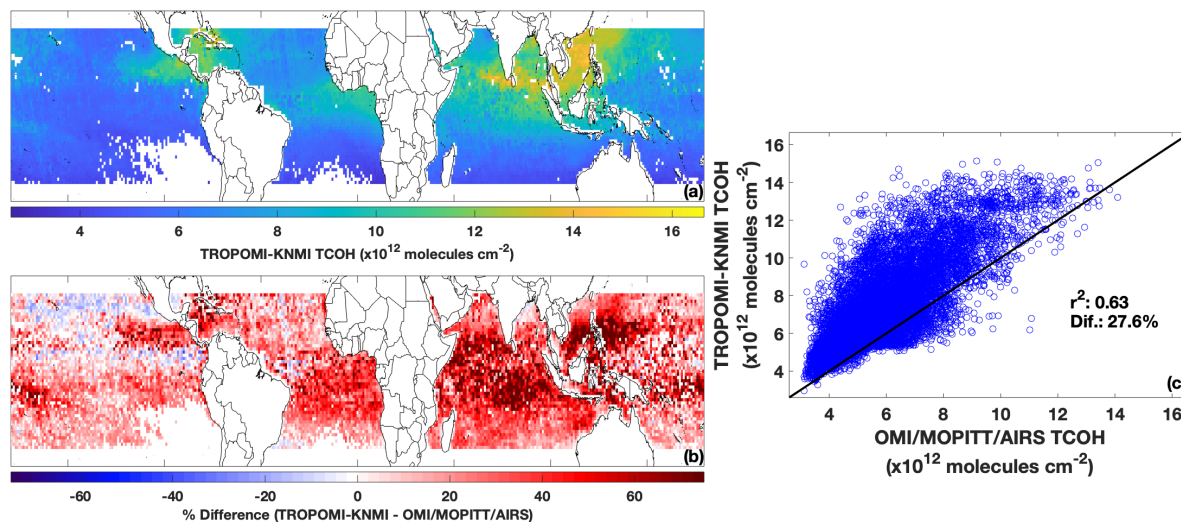 (a)
4 6 8 10 12 14 16
TROPOMI-KNMI TCOH (x10¹² molecules cm⁻²)
(b)
-60 -40 -20 0 20 40 60
% Difference (TROPOMI-KNMI - OMI/MOPITT/AIRS)
TROPOMI-KNMI TCOH
(x10¹² molecules cm⁻²)
16
14
12
10
8
6
4
r²: 0.63
Dif.: 27.6%
(c
4 6 8 10 12 14 16
OMI/MOPITT/AIRS TCOH
(x10¹² molecules cm⁻²)